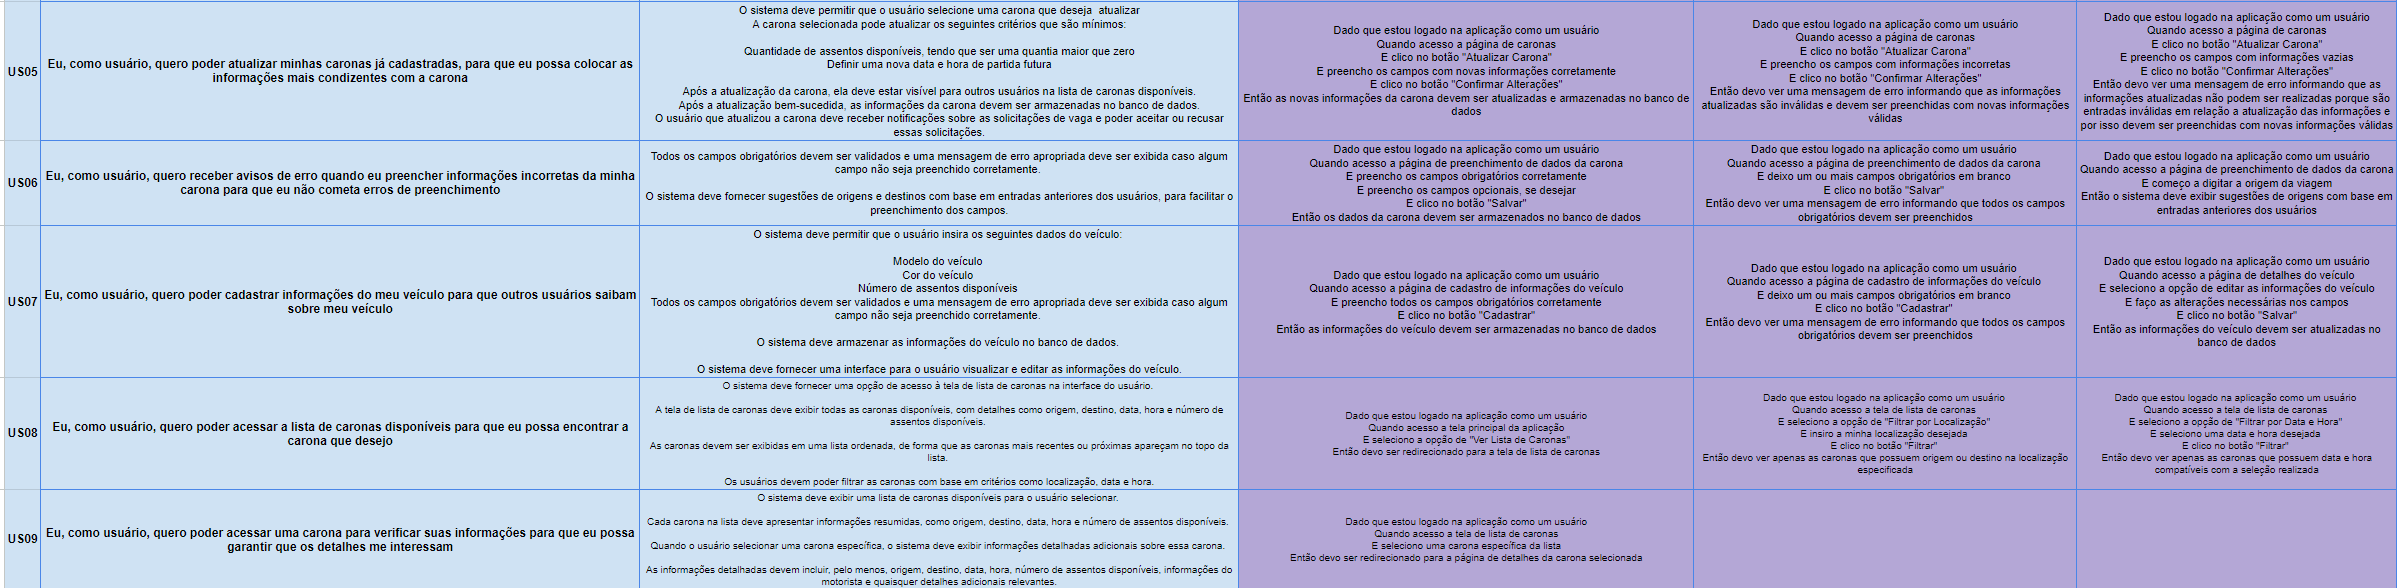 US05
Eu, como usuário, quero poder atualizar minhas caronas já cadastradas, para que eu possa colocar as
informações mais condizentes com a carona
O sistema deve permitir que o usuário selecione uma carona que deseja  atualizar
A carona selecionada pode atualizar os seguintes critérios que são mínimos:
Quantidade de assentos disponíveis, tendo que ser uma quantia maior que zero
Definir uma nova data e hora de partida futura
Após a atualização da carona, ela deve estar visível para outros usuários na lista de caronas disponíveis.
Após a atualização bem-sucedida, as informações da carona devem ser armazenadas no banco de dados.
O usuário que atualizou a carona deve receber notificações sobre as solicitações de vaga e poder aceitar ou recusar
essas solicitações.
Dado que estou logado na aplicação como um usuário
Quando acesso a página de caronas
E clico no botão "Atualizar Carona"
E preencho os campos com novas informações corretamente
E clico no botão "Confirmar Alterações"
Então as novas informações da carona devem ser atualizadas e armazenadas no banco de
dados
Dado que estou logado na aplicação como um usuário
Quando acesso a página de caronas
E clico no botão "Atualizar Carona"
E preencho os campos com informações incorretas
E clico no botão "Confirmar Alterações"
Então devo ver uma mensagem de erro informando que as informações
atualizadas são inválidas e devem ser preenchidas com novas informações
válidas
Dado que estou logado na aplicação como um usuário
Quando acesso a página de caronas
E clico no botão "Atualizar Carona"
E preencho os campos com informações vazias
E clico no botão "Confirmar Alterações"
Então devo ver uma mensagem de erro informando que as
informações atualizadas não podem ser realizadas porque são
entradas inválidas em relação a atualização das informações e
por isso devem ser preenchidas com novas informações válidas
US06
Eu, como usuário, quero receber avisos de erro quando eu preencher informações incorretas da minha
carona para que eu não cometa erros de preenchimento
Todos os campos obrigatórios devem ser validados e uma mensagem de erro apropriada deve ser exibida caso algum
campo não seja preenchido corretamente.
O sistema deve fornecer sugestões de origens e destinos com base em entradas anteriores dos usuários, para facilitar o
preenchimento dos campos.
Dado que estou logado na aplicação como um usuário
Quando acesso a página de preenchimento de dados da carona
E preencho os campos obrigatórios corretamente
E preencho os campos opcionais, se desejar
E clico no botão "Salvar"
Então os dados da carona devem ser armazenados no banco de dados
Dado que estou logado na aplicação como um usuário
Quando acesso a página de preenchimento de dados da carona
E deixo um ou mais campos obrigatórios em branco
E clico no botão "Salvar"
Então devo ver uma mensagem de erro informando que todos os campos
obrigatórios devem ser preenchidos
Dado que estou logado na aplicação como um usuário
Quando acesso a página de preenchimento de dados da carona
E começo a digitar a origem da viagem
Então o sistema deve exibir sugestões de origens com base em
entradas anteriores dos usuários
US07
Eu, como usuário, quero poder cadastrar informações do meu veículo para que outros usuários saibam
sobre meu veículo
O sistema deve permitir que o usuário insira os seguintes dados do veículo:
Modelo do veículo
Cor do veículo
Número de assentos disponíveis
Todos os campos obrigatórios devem ser validados e uma mensagem de erro apropriada deve ser exibida caso algum
campo não seja preenchido corretamente.
O sistema deve armazenar as informações do veículo no banco de dados.
O sistema deve fornecer uma interface para o usuário visualizar e editar as informações do veículo.
Dado que estou logado na aplicação como um usuário
Quando acesso a página de cadastro de informações do veículo
E preencho todos os campos obrigatórios corretamente
E clico no botão "Cadastrar"
Então as informações do veículo devem ser armazenadas no banco de dados
Dado que estou logado na aplicação como um usuário
Quando acesso a página de cadastro de informações do veículo
E deixo um ou mais campos obrigatórios em branco
E clico no botão "Cadastrar"
Então devo ver uma mensagem de erro informando que todos os campos
obrigatórios devem ser preenchidos
Dado que estou logado na aplicação como um usuário
Quando acesso a página de detalhes do veículo
E seleciono a opção de editar as informações do veículo
E faço as alterações necessárias nos campos
E clico no botão "Salvar"
Então as informações do veículo devem ser atualizadas no
banco de dados
US08
Eu, como usuário, quero poder acessar a lista de caronas disponíveis para que eu possa encontrar a
carona que desejo
O sistema deve fornecer uma opção de acesso à tela de lista de caronas na interface do usuário.
A tela de lista de caronas deve exibir todas as caronas disponíveis, com detalhes como origem, destino, data, hora e número de
assentos disponíveis.
As caronas devem ser exibidas em uma lista ordenada, de forma que as caronas mais recentes ou próximas apareçam no topo da
lista.
Os usuários devem poder filtrar as caronas com base em critérios como localização, data e hora.
Dado que estou logado na aplicação como um usuário
Quando acesso a tela principal da aplicação
E seleciono a opção de "Ver Lista de Caronas"
Então devo ser redirecionado para a tela de lista de caronas
Dado que estou logado na aplicação como um usuário
Quando acesso a tela de lista de caronas
E seleciono a opção de "Filtrar por Localização"
E insiro a minha localização desejada
E clico no botão "Filtrar"
Então devo ver apenas as caronas que possuem origem ou destino na localização
especificada
Dado que estou logado na aplicação como um usuário
Quando acesso a tela de lista de caronas
E seleciono a opção de "Filtrar por Data e Hora"
E seleciono uma data e hora desejada
E clico no botão "Filtrar"
Então devo ver apenas as caronas que possuem data e hora
compatíveis com a seleção realizada
US09
Eu, como usuário, quero poder acessar uma carona para verificar suas informações para que eu possa
garantir que os detalhes me interessam
O sistema deve exibir uma lista de caronas disponíveis para o usuário selecionar.
Cada carona na lista deve apresentar informações resumidas, como origem, destino, data, hora e número de assentos disponíveis.
Quando o usuário selecionar uma carona específica, o sistema deve exibir informações detalhadas adicionais sobre essa carona.
As informações detalhadas devem incluir, pelo menos, origem, destino, data, hora, número de assentos disponíveis, informações do
motorista e quaisquer detalhes adicionais relevantes.
Dado que estou logado na aplicação como um usuário
Quando acesso a tela de lista de caronas
E seleciono uma carona específica da lista
Então devo ser redirecionado para a página de detalhes da carona selecionada